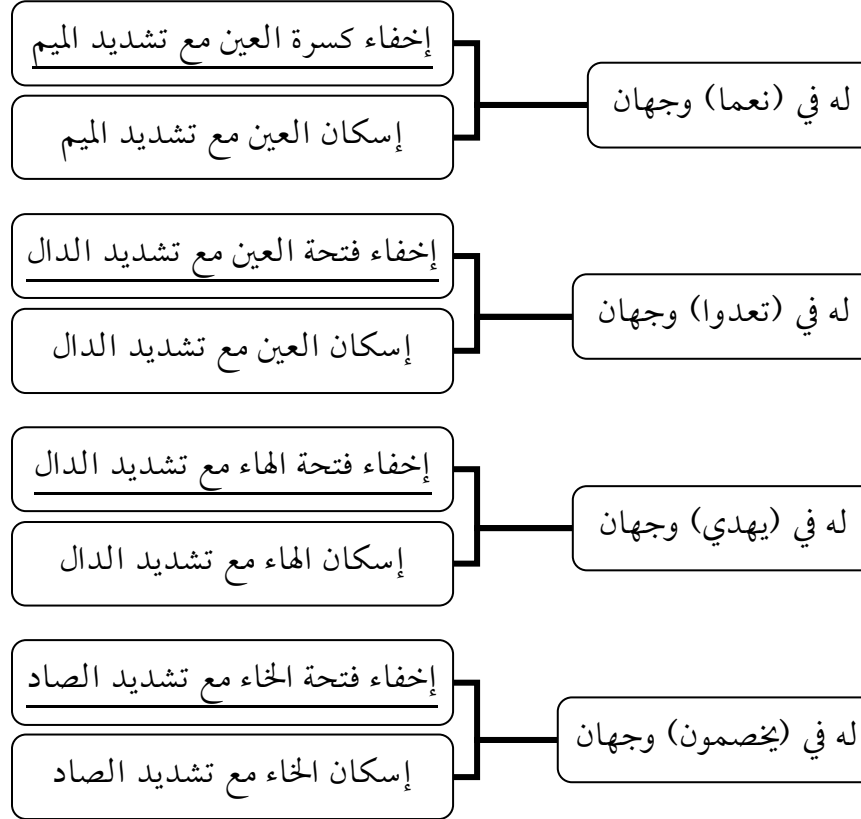 له في (نعما) وجهان
إخفاء كسرة العين مع تشديد الميم
إسكان العين مع تشديد الميم
له في (تعدوا) وجهان
إخفاء فتحة العين مع تشديد الدال
إسكان العين مع تشديد الدال
له في (يهدي) وجهان
إخفاء فتحة الهاء مع تشديد الدال
إسكان الهاء مع تشديد الدال
له في (يخصمون) وجهان
إخفاء فتحة الخاء مع تشديد الصاد
إسكان الخاء مع تشديد الصاد